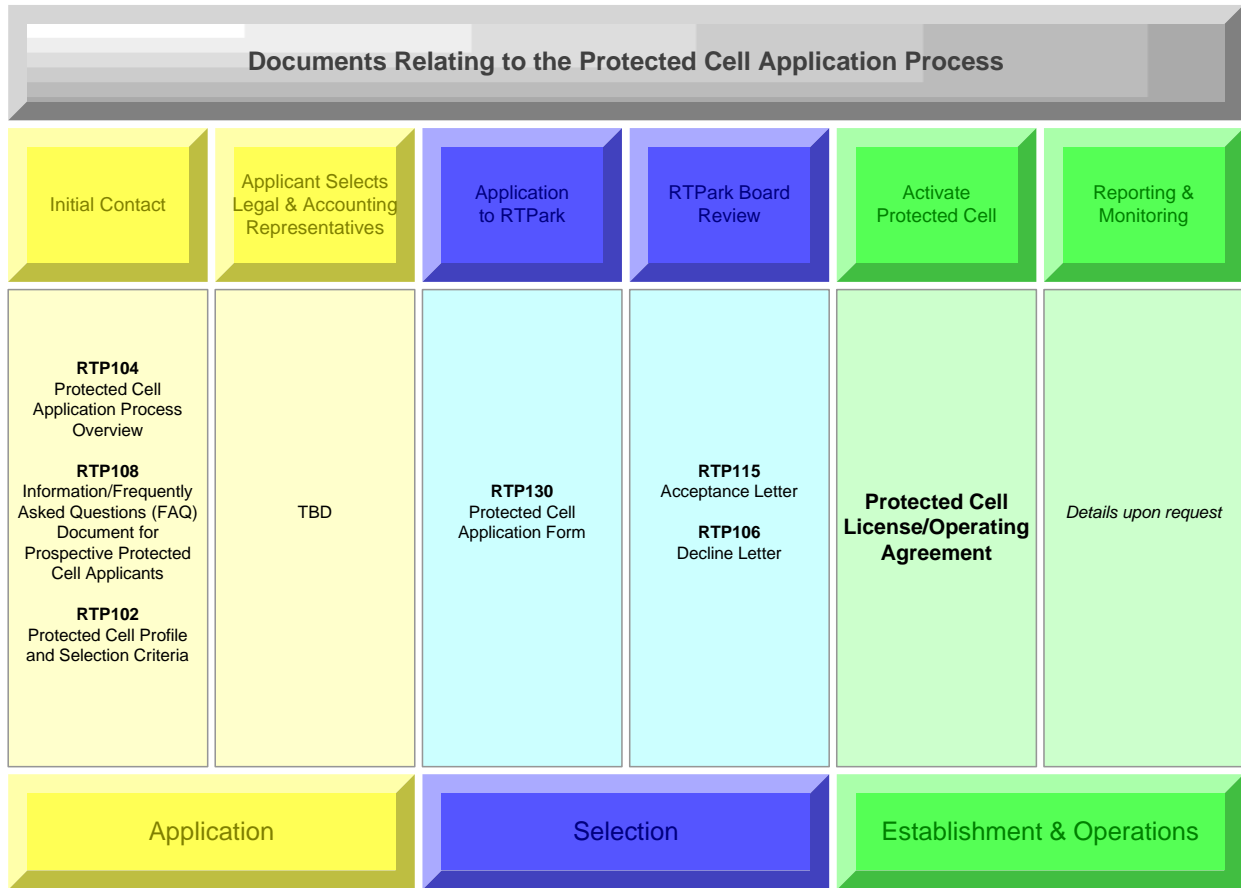 Documents Relating to the Protected Cell Application Process
Initial Contact
Applicant Selects
Legal & Accounting
Representatives
Application
to RTPark
RTPark Board
Review
Activate
Protected Cell
Reporting &
Monitoring
RTP104
Protected Cell
Application Process
Overview
RTP108
Information/Frequently
Asked Questions (FAQ)
Document for
Prospective Protected
Cell Applicants
RTP102
Protected Cell Profile
and Selection Criteria
TBD
RTP130
Protected Cell
Application Form
RTP115
Acceptance Letter
RTP106
Decline Letter
Protected Cell
License/Operating
Agreement
Details upon request
Application
Selection
Establishment & Operations